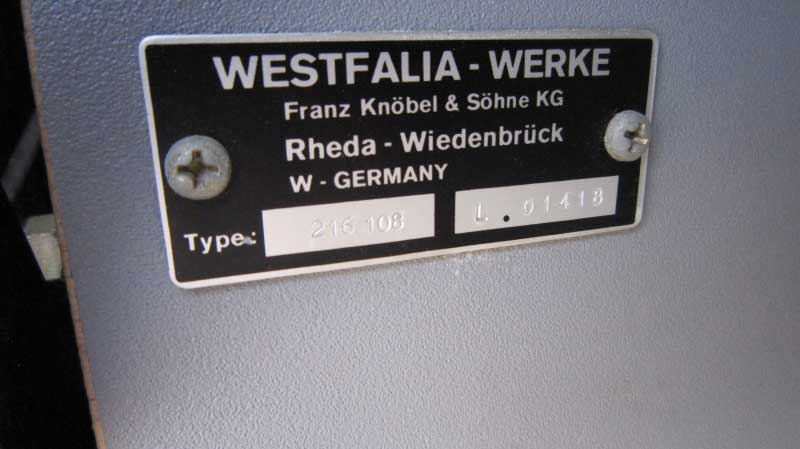 WESTFALIA - WERKE
Franz Knöbel & Söhne KG
Rheda - Wiedenbrück
W - GERMANY
Type: 216 108 L. 01418